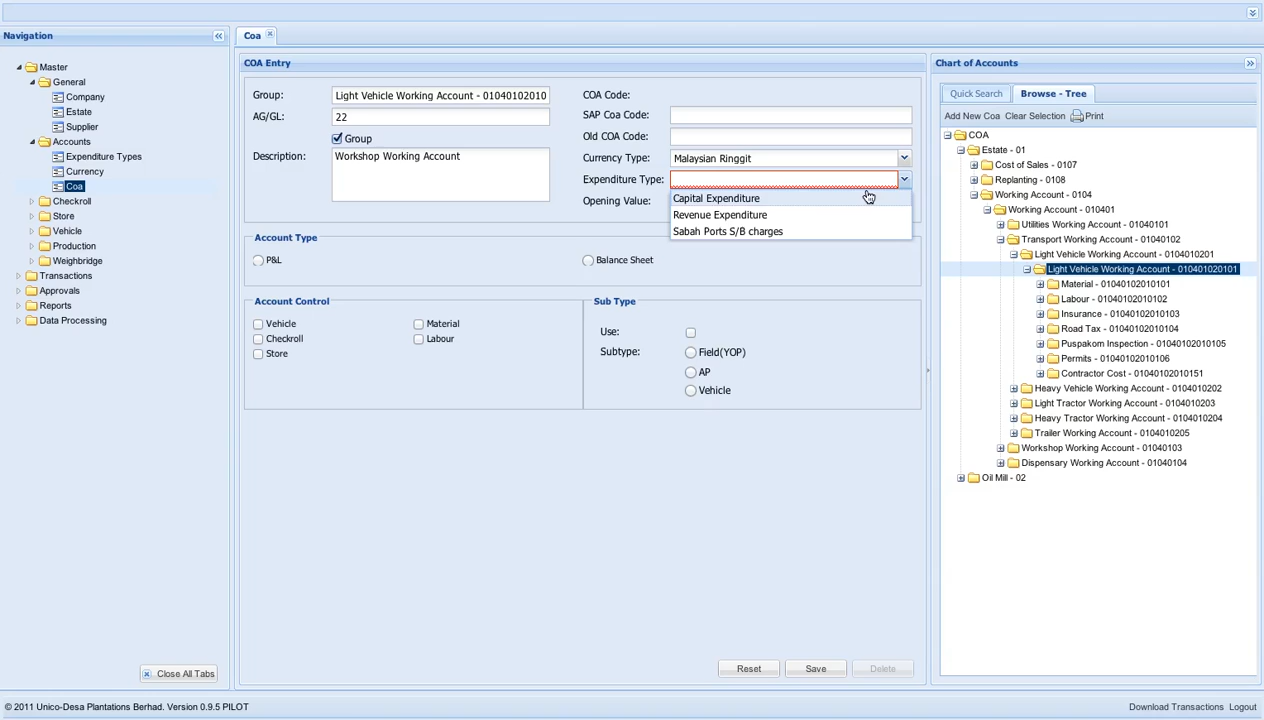 Navigation
Master
General
Company
Estate
Supplier
Accounts
Expenditure Types
Currency
Coa
Checkroll
Store
Vehicle
Production
Weighbridge
Transactions
Approvals
Reports
Data Processing
Close All Tabs
Coa
COA Entry
Group: Light Vehicle Working Account - 01040102010
AG/GL: 22
Group
Description: Workshop Working Account
COA Code:
SAP Coa Code:
Old COA Code:
Currency Type: Malaysian Ringgit
Expenditure Type:
Capital Expenditure
Revenue Expenditure
Sabah Ports S/B charges
Opening Value:
Account Type
P&L Balance Sheet
Account Control
Vehicle Material
Checkroll Labour
Store
Sub Type
Use:
Subtype: Field(YOP)
AP
Vehicle
Reset Save Delete
Chart of Accounts
Quick Search Browse - Tree
Add New Coa Clear Selection Print
COA
Estate - 01
Cost of Sales - 0107
Replanting - 0108
Working Account - 0104
Working Account - 010401
Utilities Working Account - 01040101
Transport Working Account - 01040102
Light Vehicle Working Account - 0104010201
Light Vehicle Working Account - 010401020101
Material - 01040102010101
Labour - 01040102010102
Insurance - 01040102010103
Road Tax - 01040102010104
Puspakom Inspection - 01040102010105
Permits - 01040102010106
Contractor Cost - 01040102010151
Heavy Vehicle Working Account - 0104010202
Light Tractor Working Account - 0104010203
Heavy Tractor Working Account - 0104010204
Trailer Working Account - 0104010205
Workshop Working Account - 01040103
Dispensary Working Account - 01040104
Oil Mill - 02
© 2011 Unico-Desa Plantations Berhad. Version 0.9.5 PILOT
Download Transactions Logout